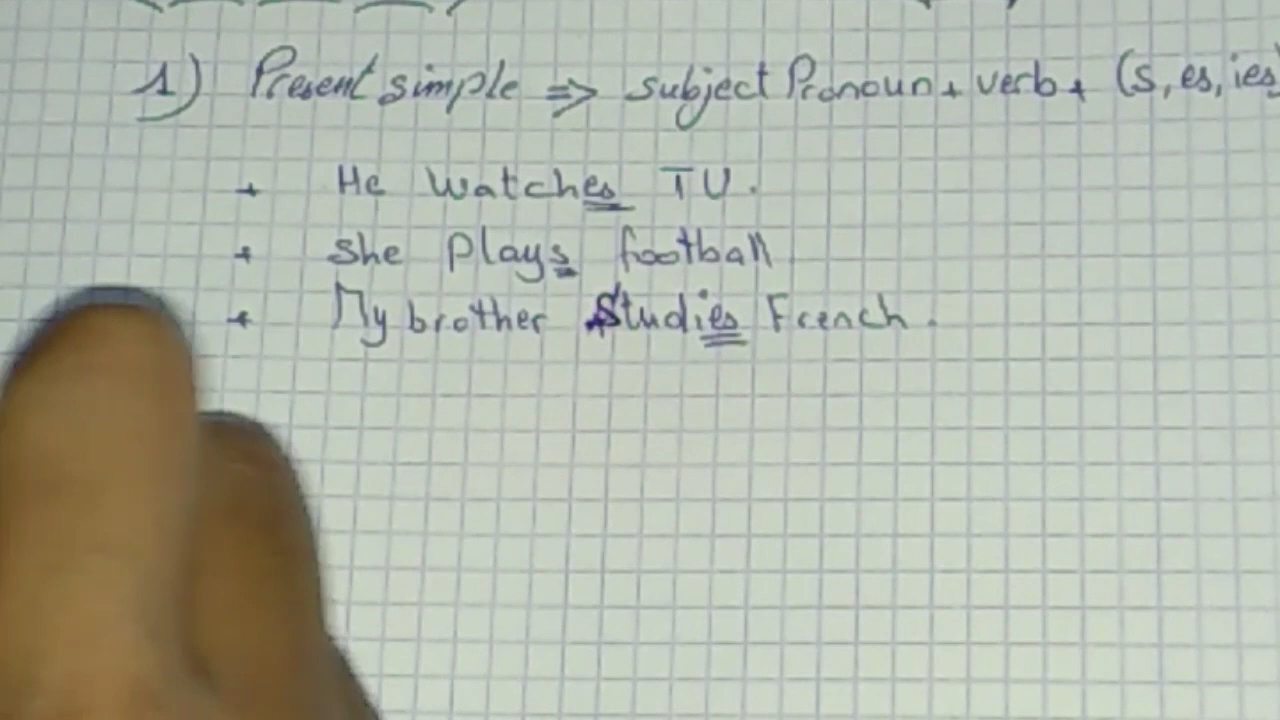 1) Present simple => subject Pronoun + verb + (s, es, ies)
+ He watches TV.
+ She plays football
+ My brother Studies French.